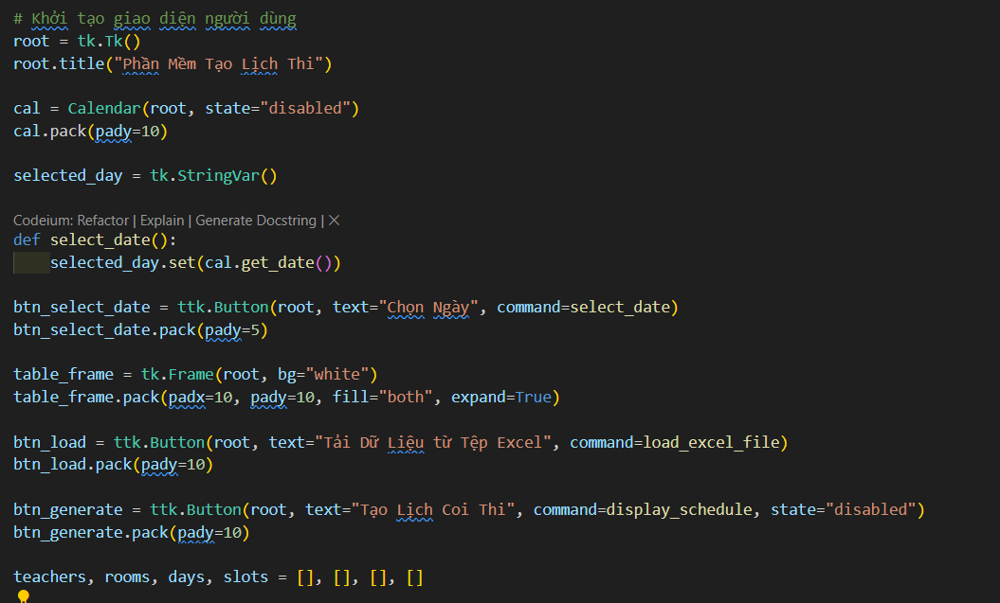 # Khởi tạo giao diện người dùng
root = tk.Tk()
root.title("Phần Mềm Tạo Lịch Thi")
cal = Calendar(root, state="disabled")
cal.pack(pady=10)
selected_day = tk.StringVar()
Codeium: Refactor | Explain | Generate Docstring | ×
def select_date():
    selected_day.set(cal.get_date())
btn_select_date = ttk.Button(root, text="Chọn Ngày", command=select_date)
btn_select_date.pack(pady=5)
table_frame = tk.Frame(root, bg="white")
table_frame.pack(padx=10, pady=10, fill="both", expand=True)
btn_load = ttk.Button(root, text="Tải Dữ Liệu từ Tệp Excel", command=load_excel_file)
btn_load.pack(pady=10)
btn_generate = ttk.Button(root, text="Tạo Lịch Coi Thi", command=display_schedule, state="disabled")
btn_generate.pack(pady=10)
teachers, rooms, days, slots = [], [], [], []